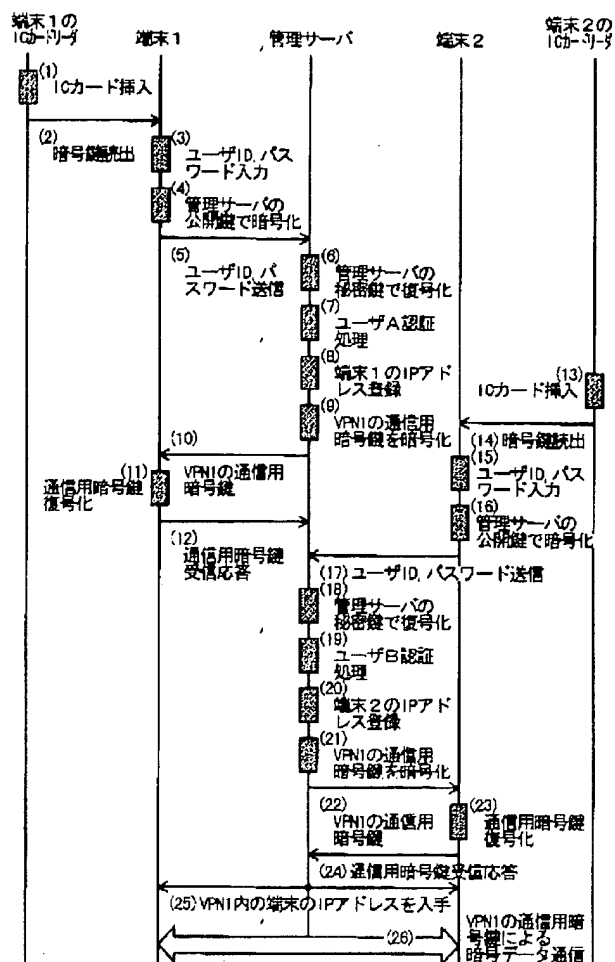 端末1の
ICカードリーダ
端末1
管理サーバ
端末2
端末2の
ICカードリーダ
(1)
ICカード挿入
(2)
暗号鍵読出
(3)
ユーザID, パス
ワード入力
(4)
管理サーバの
公開鍵で暗号化
(5)
ユーザID, パ
スワード送信
(6)
管理サーバの
秘密鍵で復号化
(7)
ユーザA認証
処理
(8)
端末1のIPア
ドレス登録
(9)
VPN1の通信用
暗号鍵を暗号化
(10)
VPN1の通信用
暗号鍵
(11)
通信用暗号鍵
復号化
(12)
通信用暗号鍵
受信応答
(13)
ICカード挿入
(14) 暗号鍵読出
(15)
ユーザID, パス
ワード入力
(16)
管理サーバの
公開鍵で暗号化
(17) ユーザID, パスワード送信
(18)
管理サーバの
秘密鍵で復号化
(19)
ユーザB認証
処理
(20)
端末2のIPア
ドレス登録
(21)
VPN1の通信用
暗号鍵を暗号化
(22)
VPN1の通信用
暗号鍵
(23)
通信用暗号鍵
復号化
(24) 通信用暗号鍵受信応答
(25) VPN1内の端末のIPアドレスを入手
(26)
VPN1の通信用暗
号鍵による
暗号データ通信